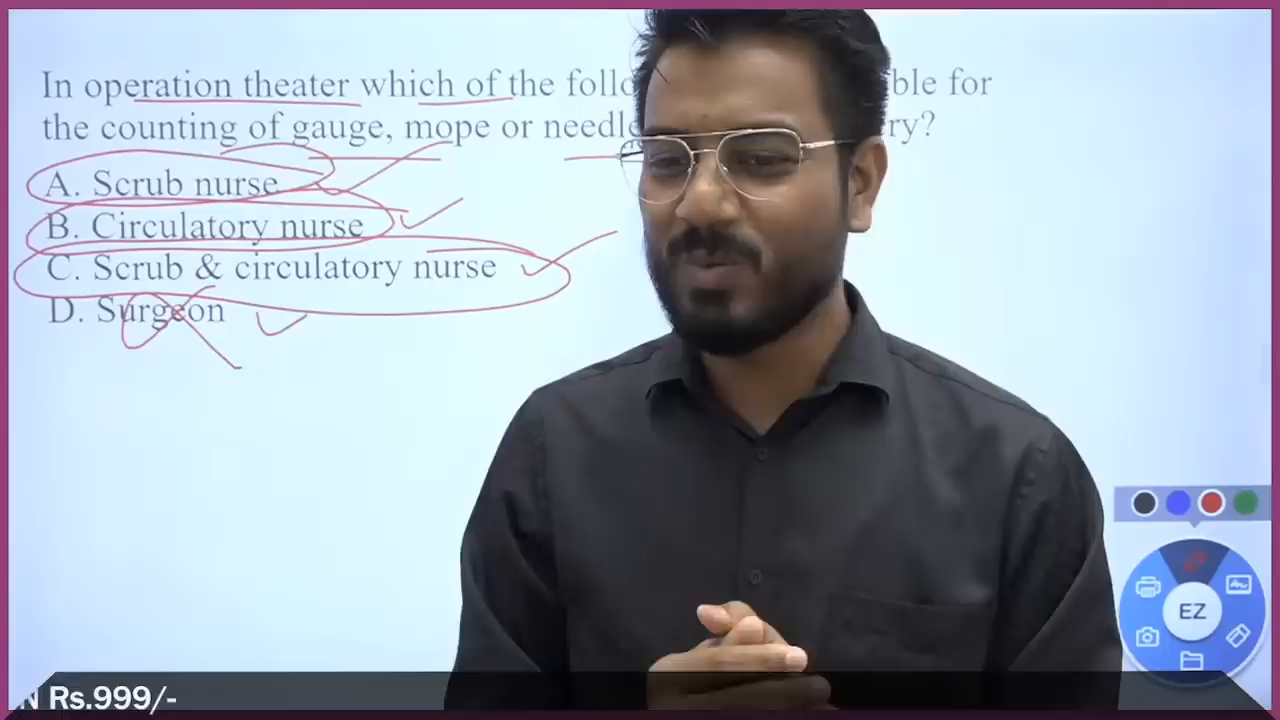 In operation theater which of the follo ble for
the counting of gauge, mope or needle ry?
A. Scrub nurse
B. Circulatory nurse
C. Scrub & circulatory nurse
D. Surgeon
EZ
N Rs.999/-